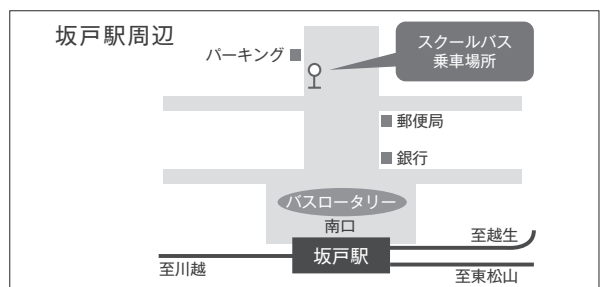 坂戸駅周辺
パーキング
スクールバス
乗車場所
郵便局
銀行
バスロータリー
南口
坂戸駅
至越生
至川越
至東松山